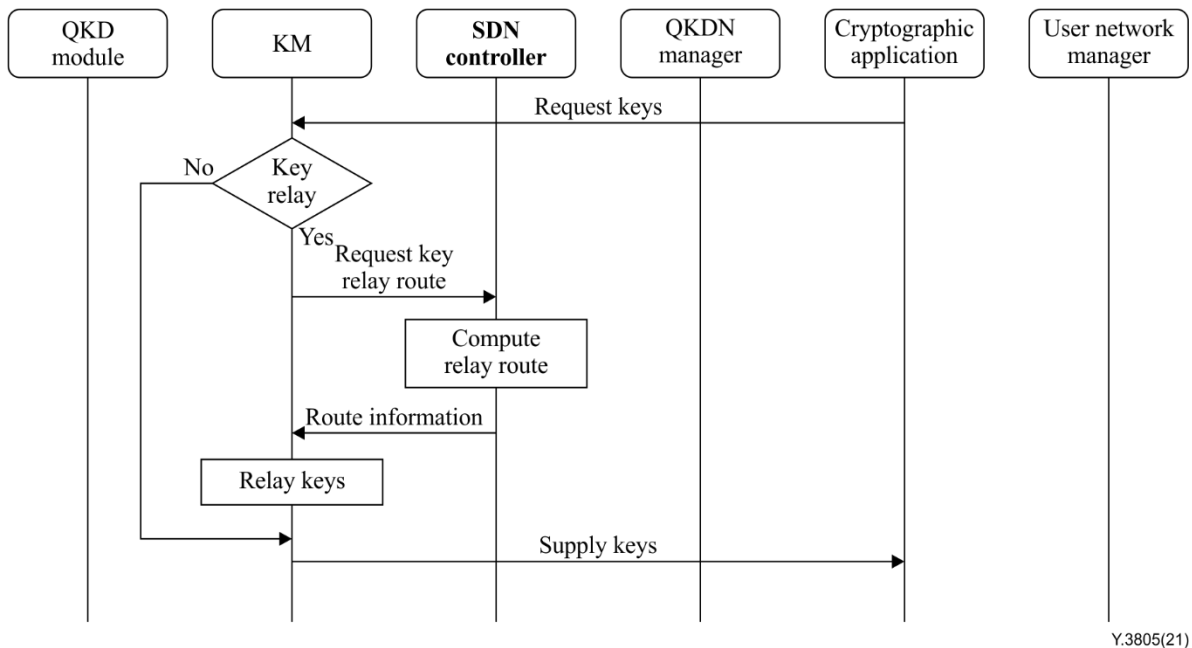 QKD
module
KM
SDN
controller
QKDN
manager
Cryptographic
application
User network
manager
Request keys
No
Key
relay
Yes
Request key
relay route
Compute
relay route
Route information
Relay keys
Supply keys
Y.3805(21)